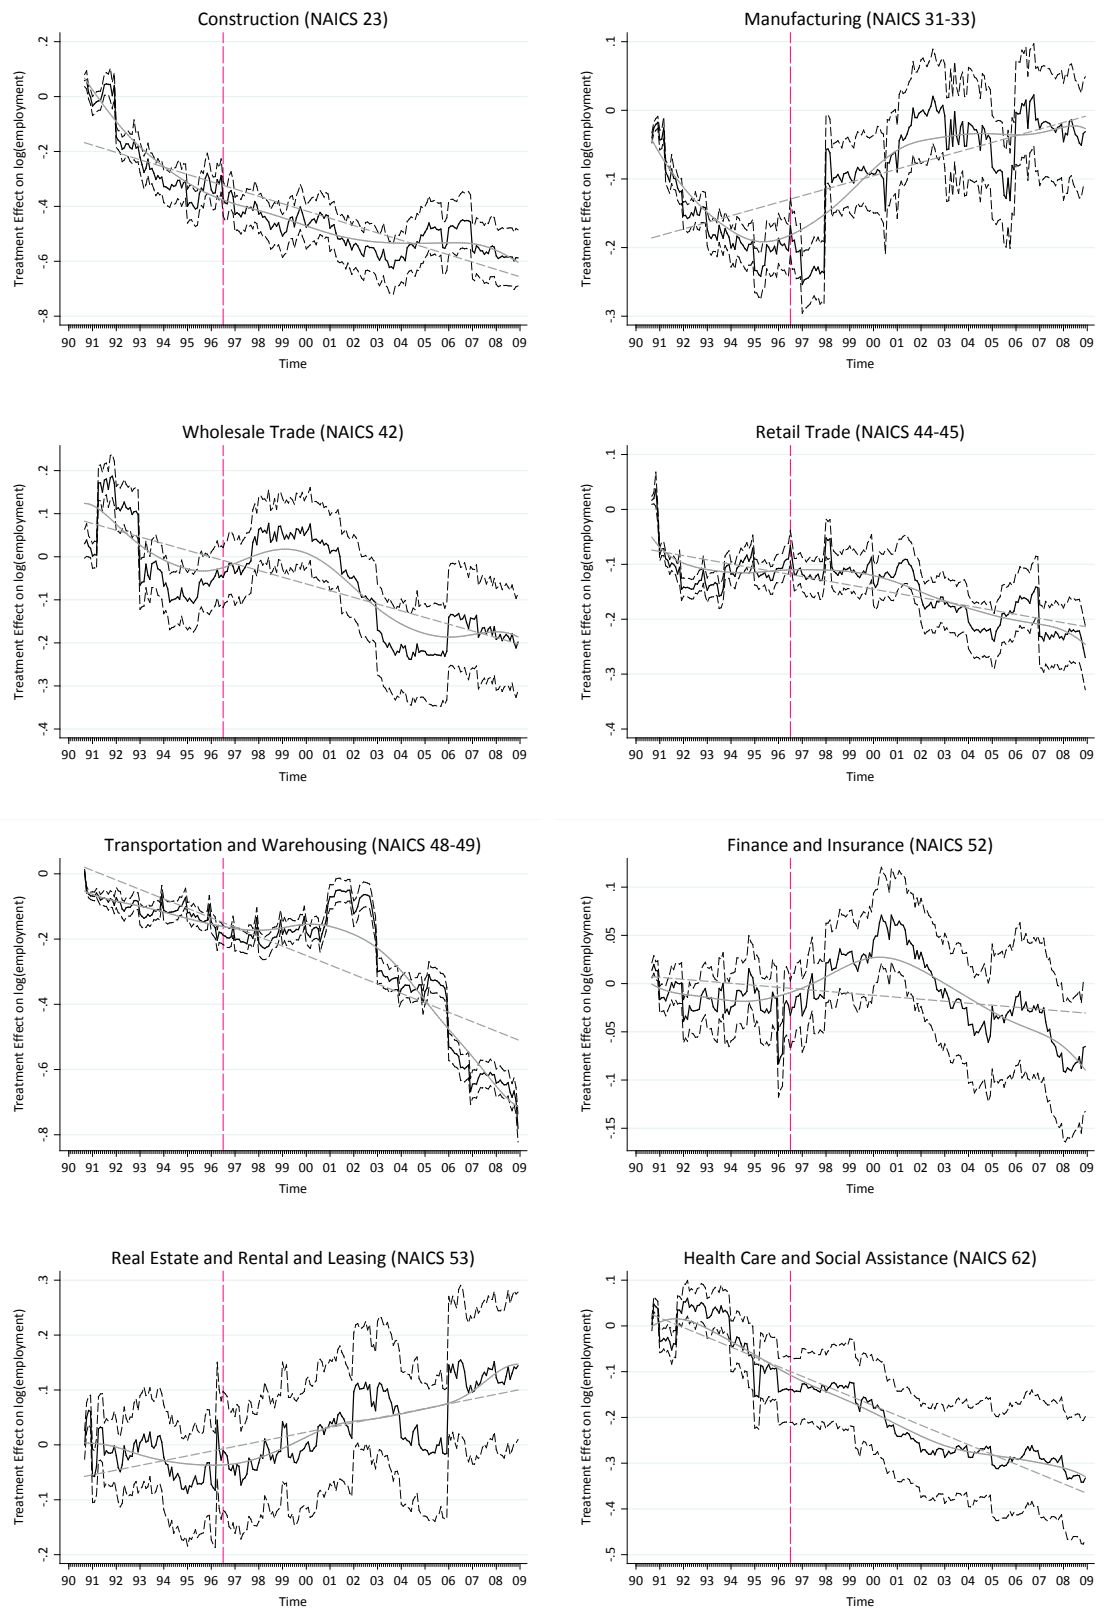 Construction (NAICS 23)
Treatment Effect on log(employment)
.2
0
-.2
-.4
-.6
-.8
90 91 92 93 94 95 96 97 98 99 00 01 02 03 04 05 06 07 09
Time
Manufacturing (NAICS 31-33)
Treatment Effect on log(employment)
.1
0
-.1
-.2
-.3
90 91 92 93 94 95 96 97 98 99 00 01 02 03 04 05 06 07 09
Time
Wholesale Trade (NAICS 42)
Treatment Effect on log(employment)
.2
.1
0
-.1
-.2
-.3
-.4
90 91 92 93 94 95 96 97 98 99 00 01 02 03 04 05 06 07 09
Time
Retail Trade (NAICS 44-45)
Treatment Effect on log(employment)
.1
0
-.1
-.2
-.3
-.4
90 91 92 93 94 95 96 97 98 99 00 01 02 03 04 05 06 07 09
Time
Transportation and Warehousing (NAICS 48-49)
Treatment Effect on log(employment)
0
-.2
-.4
-.6
-.8
90 91 92 93 94 95 96 97 98 99 00 01 02 03 04 05 06 07 09
Time
Finance and Insurance (NAICS 52)
Treatment Effect on log(employment)
.1
.05
0
-.05
-.1
-.15
90 91 92 93 94 95 96 97 98 99 00 01 02 03 04 05 06 07 09
Time
Real Estate and Rental and Leasing (NAICS 53)
Treatment Effect on log(employment)
.3
.2
.1
0
-.1
-.2
90 91 92 93 94 95 96 97 98 99 00 01 02 03 04 05 06 07 09
Time
Health Care and Social Assistance (NAICS 62)
Treatment Effect on log(employment)
.1
0
-.1
-.2
-.3
-.4
-.5
90 91 92 93 94 95 96 97 98 99 00 01 02 03 04 05 06 07 09
Time